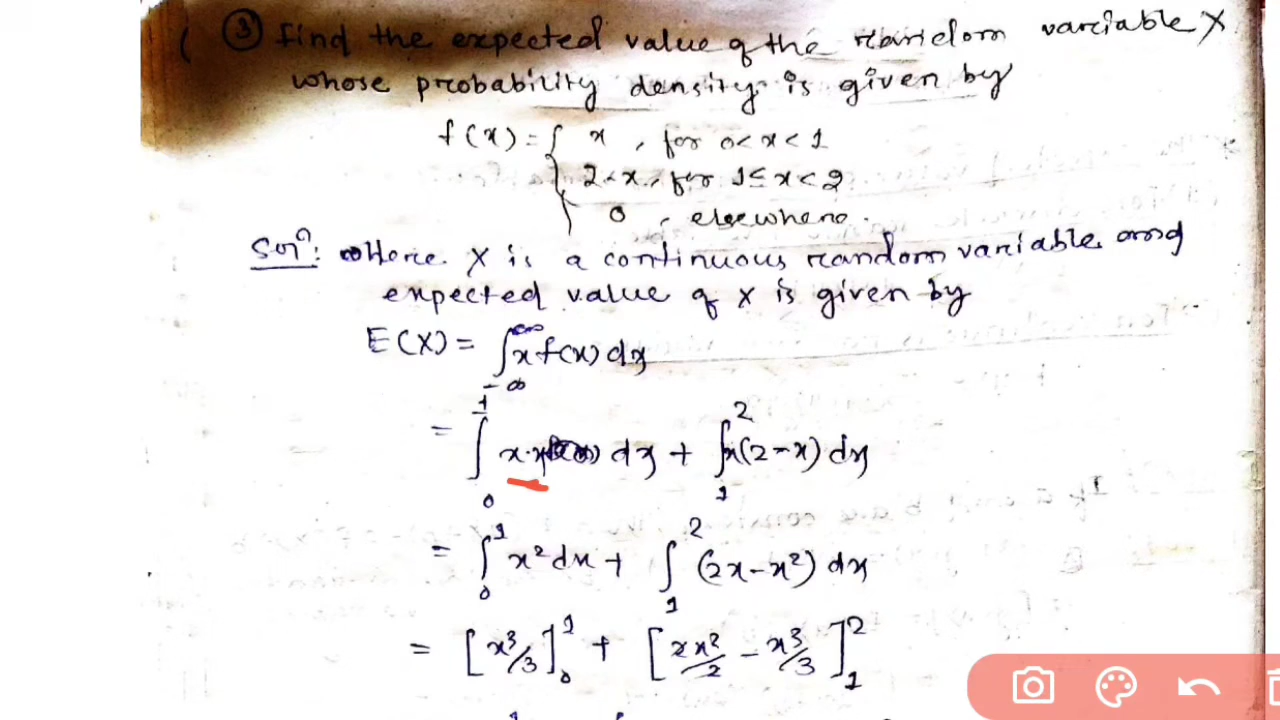 ③ Find the expected value of the random variable X
whose probability density is given by
f(x) = { x, for 0 < x < 1
2-x, for 1 ≤ x < 2
0, elsewhere.
Solⁿ: Here X is a continuous random variable and
expected value of X is given by
E(X) = ∫_{-∞}^{∞} x f(x) dx
= ∫_0^1 x·x dx + ∫_1^2 x(2-x) dx
= ∫_0^1 x² dx + ∫_1^2 (2x-x²) dx
= [x³/3]_0^1 + [2x²/2 - x³/3]_1^2